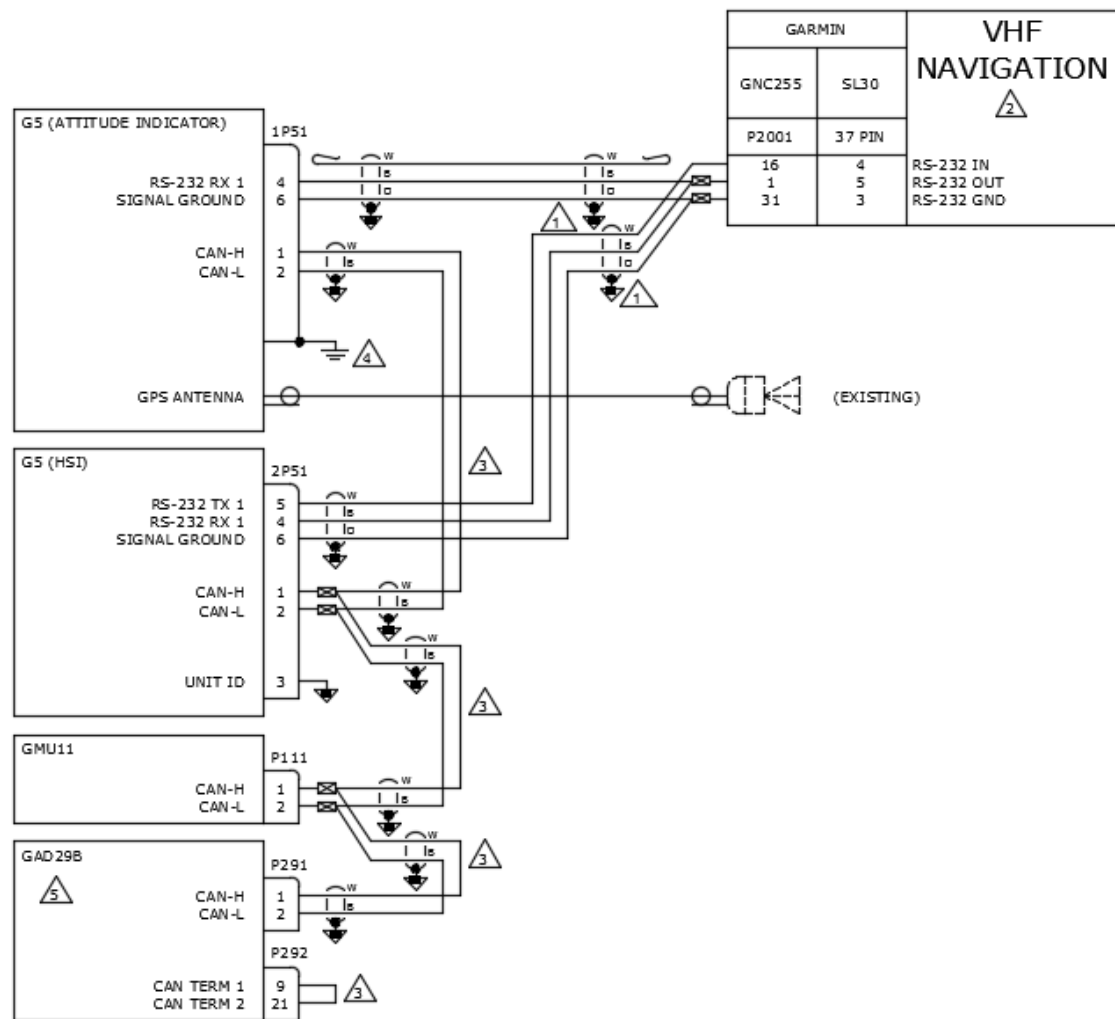 GARMIN
VHF
NAVIGATION
2
GNC255 SL30
P2001 37 PIN
16 4 RS-232 IN
1 5 RS-232 OUT
31 3 RS-232 GND
G5 (ATTITUDE INDICATOR)
1P51
W
B
O
W
B
O
RS-232 RX 1 4
SIGNAL GROUND 6
1
W
B
O
1
CAN-H 1
CAN-L 2
W
B
4
GPS ANTENNA
(EXISTING)
3
G5 (HSI)
2P51
RS-232 TX 1 5
RS-232 RX 1 4
SIGNAL GROUND 6
W
B
O
CAN-H 1
CAN-L 2
W
B
W
B
UNIT ID 3
3
GMU11
P111
CAN-H 1
CAN-L 2
W
B
W
B
3
GAD29B
5
P291
CAN-H 1
CAN-L 2
W
B
P292
CAN TERM 1 9
CAN TERM 2 21
3